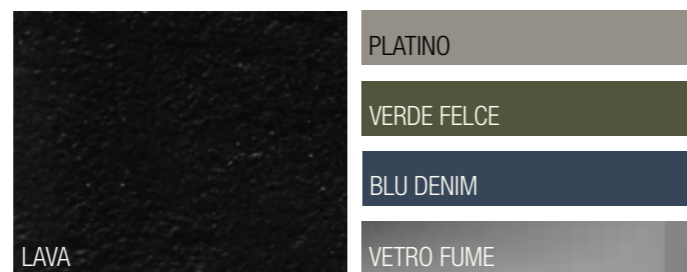 PLATINO
VERDE FELCE
BLU DENIM
LAVA
VETRO FUME